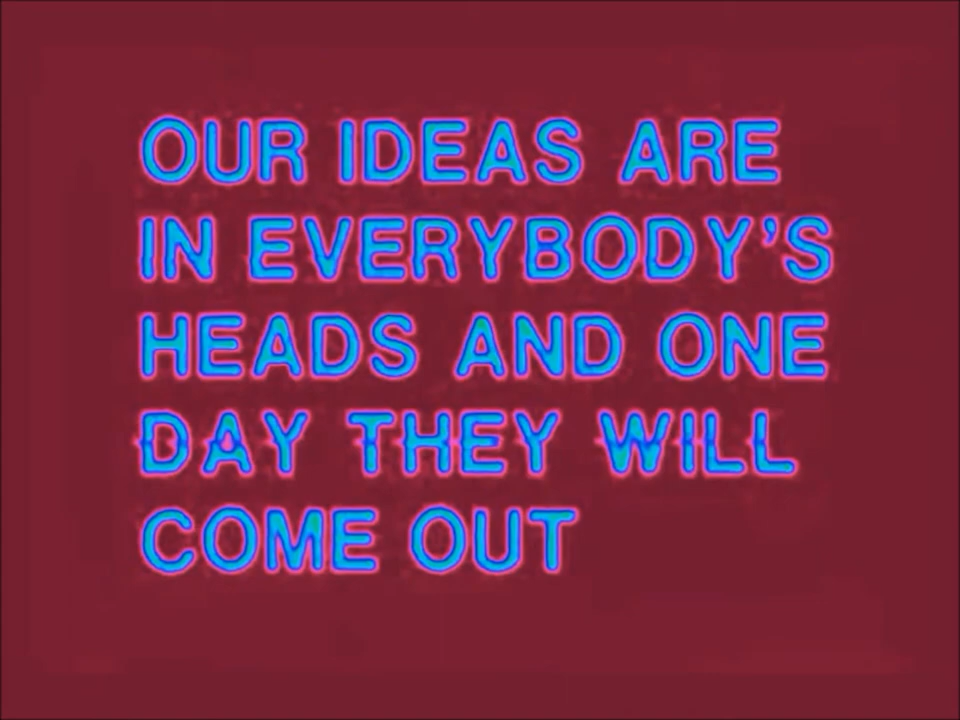 OUR IDEAS ARE
IN EVERYBODY'S
HEADS AND ONE
DAY THEY WILL
COME OUT